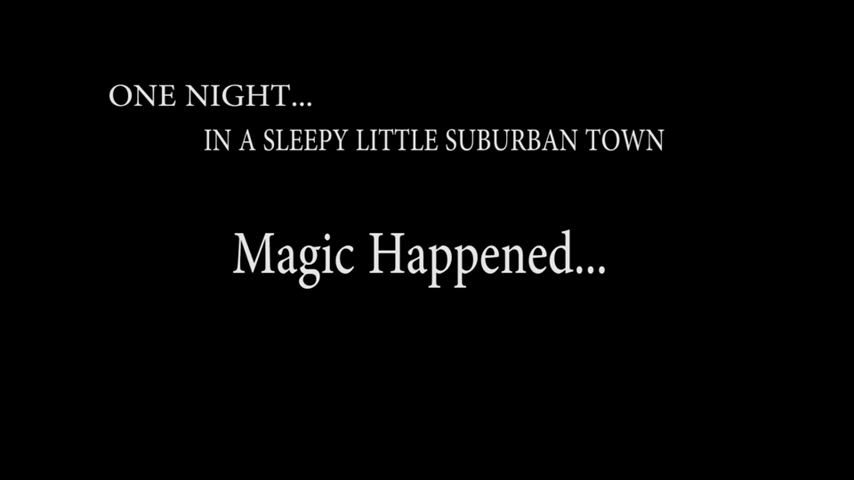 ONE NIGHT...
IN A SLEEPY LITTLE SUBURBAN TOWN
Magic Happened...